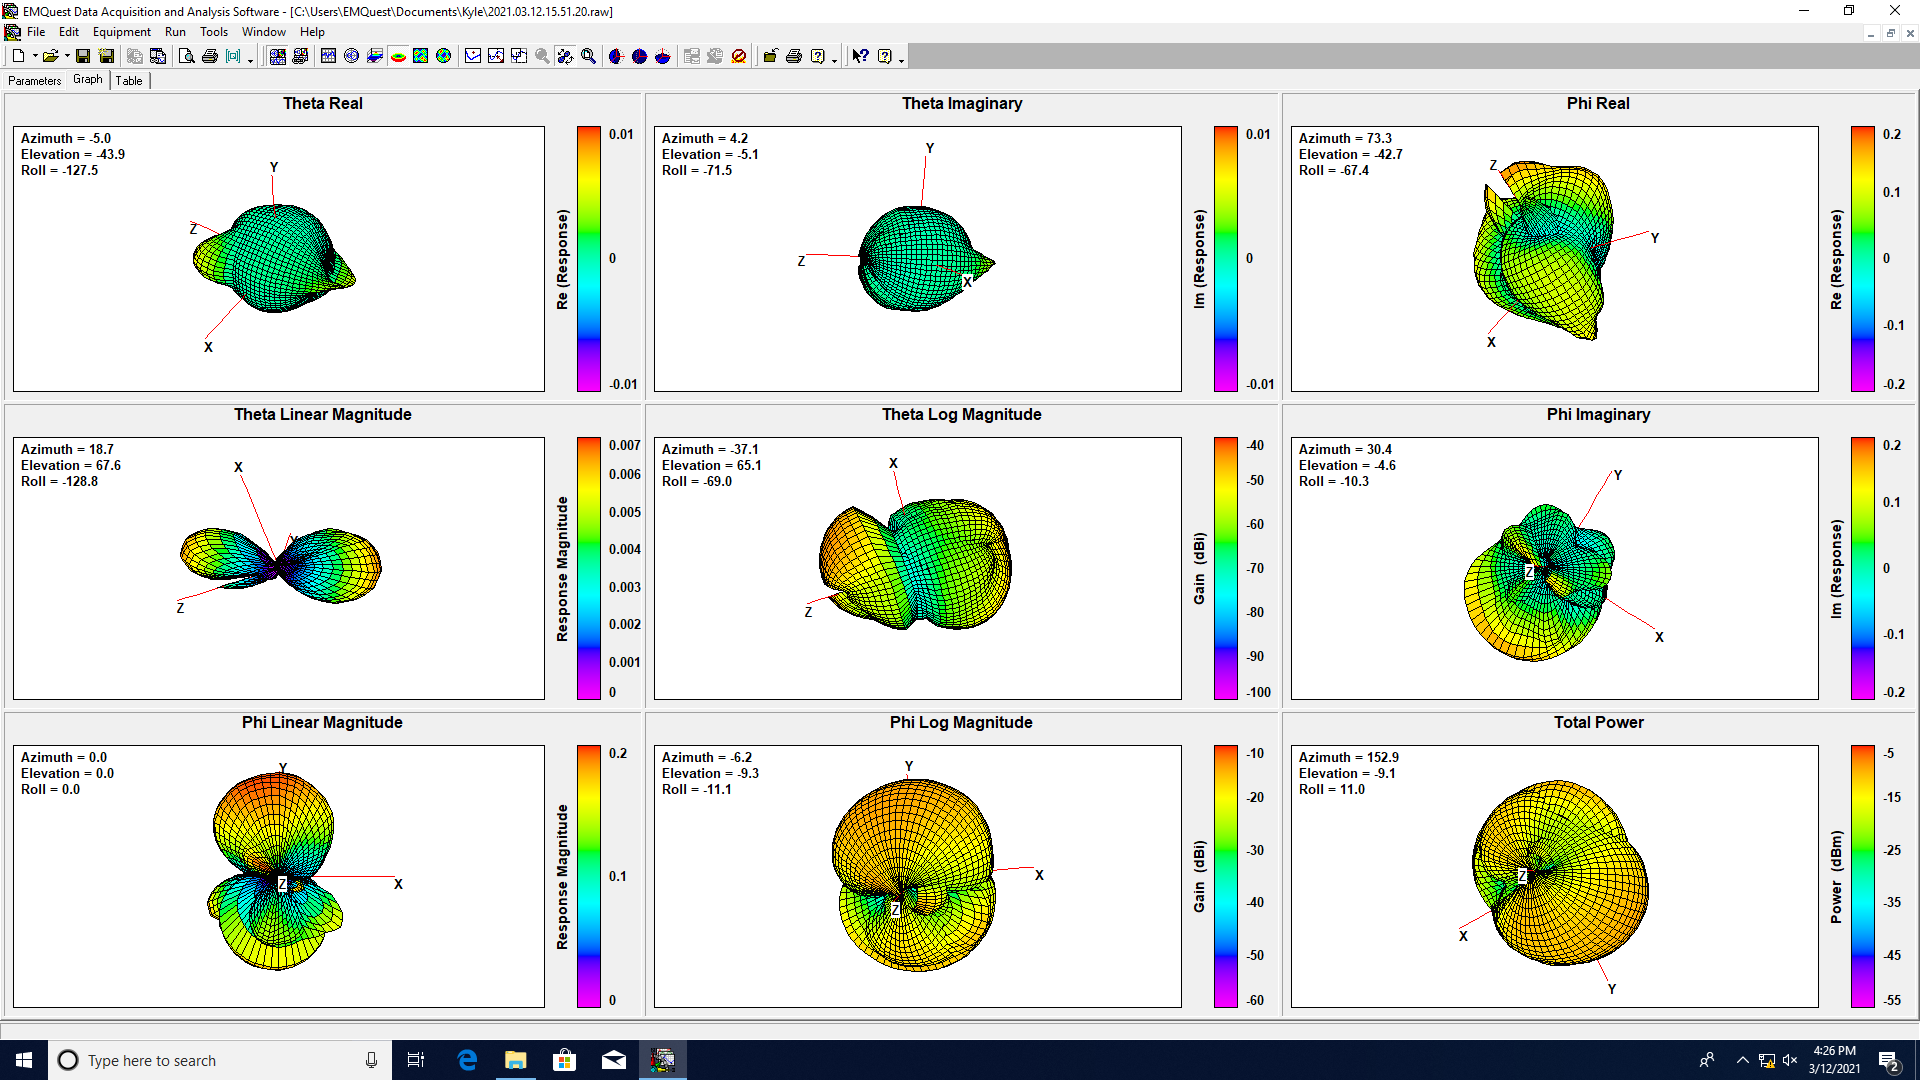 EMQuest Data Acquisition and Analysis Software - [C:\Users\EMQuest\Documents\Kyle\2021.03.12.15.51.20.raw]
File Edit Equipment Run Tools Window Help
Parameters Graph Table
Theta Real
Azimuth = -5.0
Elevation = -43.9
Roll = -127.5
Y
Z
X
Re (Response)
0.01
0
-0.01
Theta Imaginary
Azimuth = 4.2
Elevation = -5.1
Roll = -71.5
Y
Z
X
Im (Response)
0.01
0
-0.01
Phi Real
Azimuth = 73.3
Elevation = -42.7
Roll = -67.4
Z
Y
X
Re (Response)
0.2
0.1
0
-0.1
-0.2
Theta Linear Magnitude
Azimuth = 18.7
Elevation = 67.6
Roll = -128.8
X
Y
Z
Response Magnitude
0.007
0.006
0.005
0.004
0.003
0.002
0.001
0
Theta Log Magnitude
Azimuth = -37.1
Elevation = 65.1
Roll = -69.0
X
Z
Gain (dBi)
-40
-50
-60
-70
-80
-90
-100
Phi Imaginary
Azimuth = 30.4
Elevation = -4.6
Roll = -10.3
Y
Z
X
Im (Response)
0.2
0.1
0
-0.1
-0.2
Phi Linear Magnitude
Azimuth = 0.0
Elevation = 0.0
Roll = 0.0
Y
Z
X
Response Magnitude
0.2
0.1
0
Phi Log Magnitude
Azimuth = -6.2
Elevation = -9.3
Roll = -11.1
Y
X
Z
Gain (dBi)
-10
-20
-30
-40
-50
-60
Total Power
Azimuth = 152.9
Elevation = -9.1
Roll = 11.0
Z
X
Y
Power (dBm)
-5
-15
-25
-35
-45
-55
Type here to search
4:26 PM
3/12/2021
2